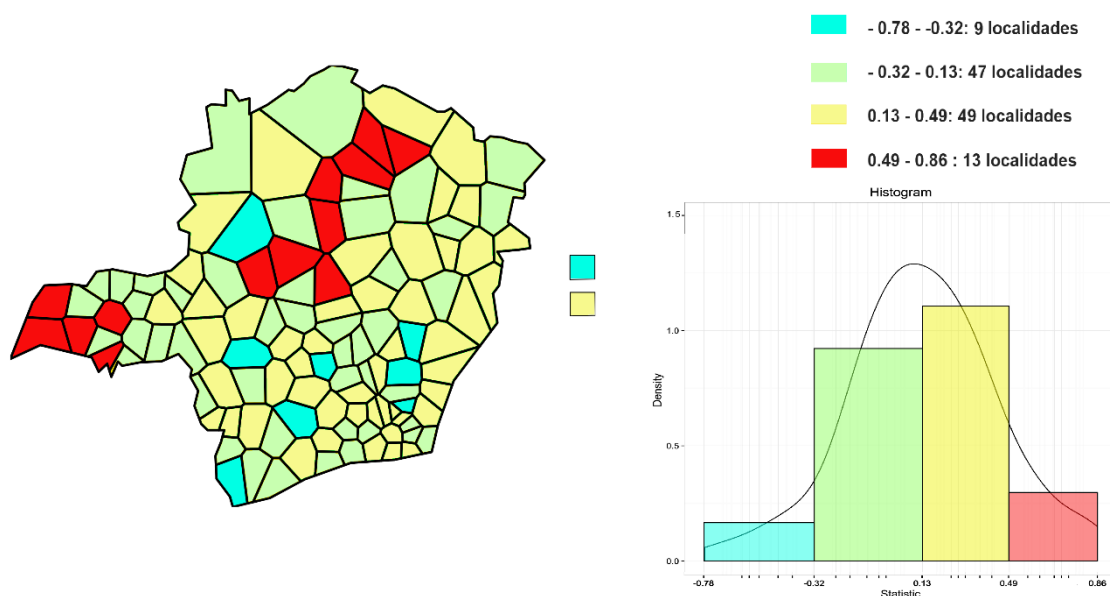 - 0.78 - -0.32: 9 localidades
- 0.32 - 0.13: 47 localidades
0.13 - 0.49: 49 localidades
0.49 - 0.86 : 13 localidades
Histogram
1.5
1.0
0.5
0.0
Density
-0.78
-0.32
0.13
0.49
0.86
Statistic